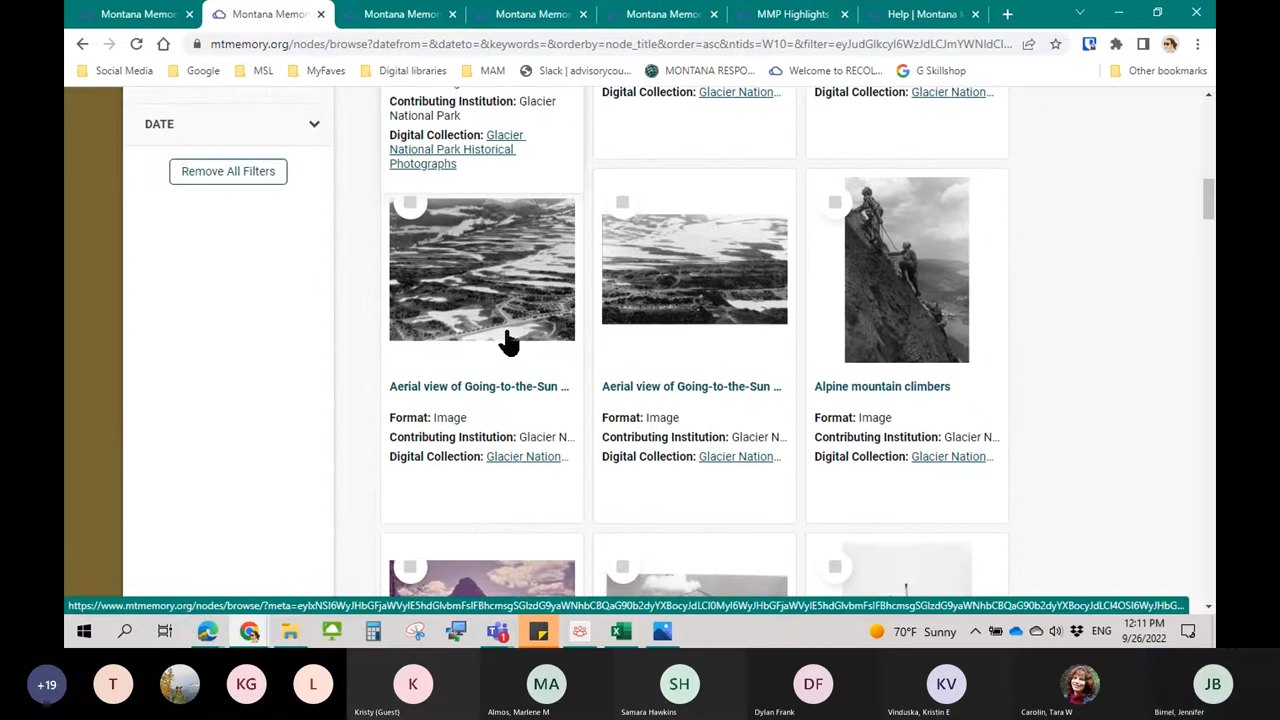 Montana Memor
Montana Memor
Montana Memor
Montana Memor
Montana Memor
MMP Highlights
Help | Montana M
mtmemory.org/nodes/browse?datefrom=&dateto=&keywords=&orderby=node_title&order=asc&ntids=W10=&filter=
Social Media
Google
MSL
MyFaves
Digital libraries
MAM
Slack | advisorycou...
MONTANA RESPO...
Welcome to RECOL...
G Skillshop
Other bookmarks
DATE
Remove All Filters
Contributing Institution: Glacier
National Park
Digital Collection: Glacier
National Park Historical
Photographs
Digital Collection: Glacier Nation...
Digital Collection: Glacier Nation...
Aerial view of Going-to-the-Sun ...
Format: Image
Contributing Institution: Glacier N...
Digital Collection: Glacier Nation...
Aerial view of Going-to-the-Sun ...
Format: Image
Contributing Institution: Glacier N...
Digital Collection: Glacier Nation...
Alpine mountain climbers
Format: Image
Contributing Institution: Glacier N...
Digital Collection: Glacier Nation...
70°F Sunny
ENG
12:11 PM
9/26/2022
+19
T
KG
L
K
Kristy (Guest)
MA
Almos, Marlene M
SH
Samara Hawkins
DF
Dylan Frank
KV
Vinduska, Kristin E
Carolin, Tara W
JB
Birnel, Jennifer